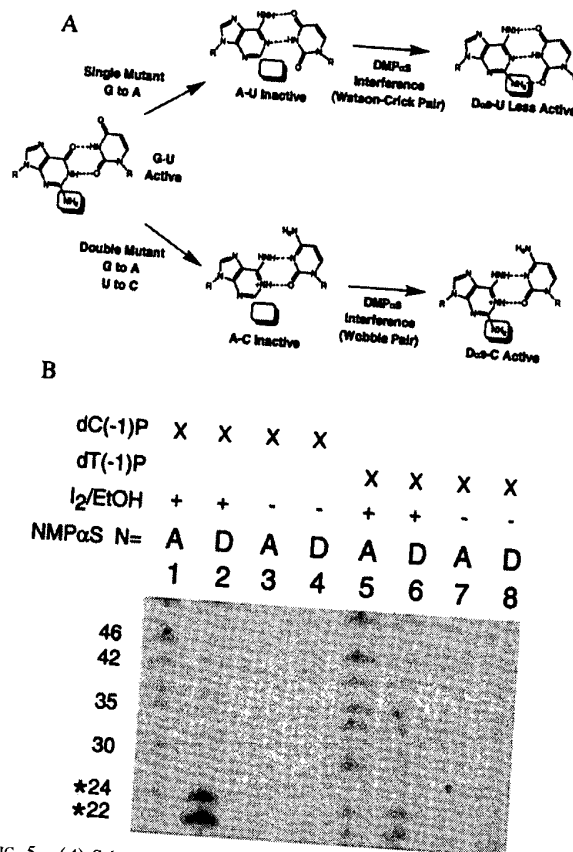 A
Single Mutant
G to A
A-U Inactive
DMPαs
Interference
(Watson-Crick Pair)
Dαs-U Less Active
G-U
Active
Double Mutant
G to A
U to C
A-C Inactive
DMPαs
Interference
(Wobble Pair)
Dαs-C Active
B
dC(-1)P X X X X
dT(-1)P X X X X
I2/EtOH + + - - + + - -
NMPαS N= A D A D A D A D
1 2 3 4 5 6 7 8
46
42
35
30
*24
*22